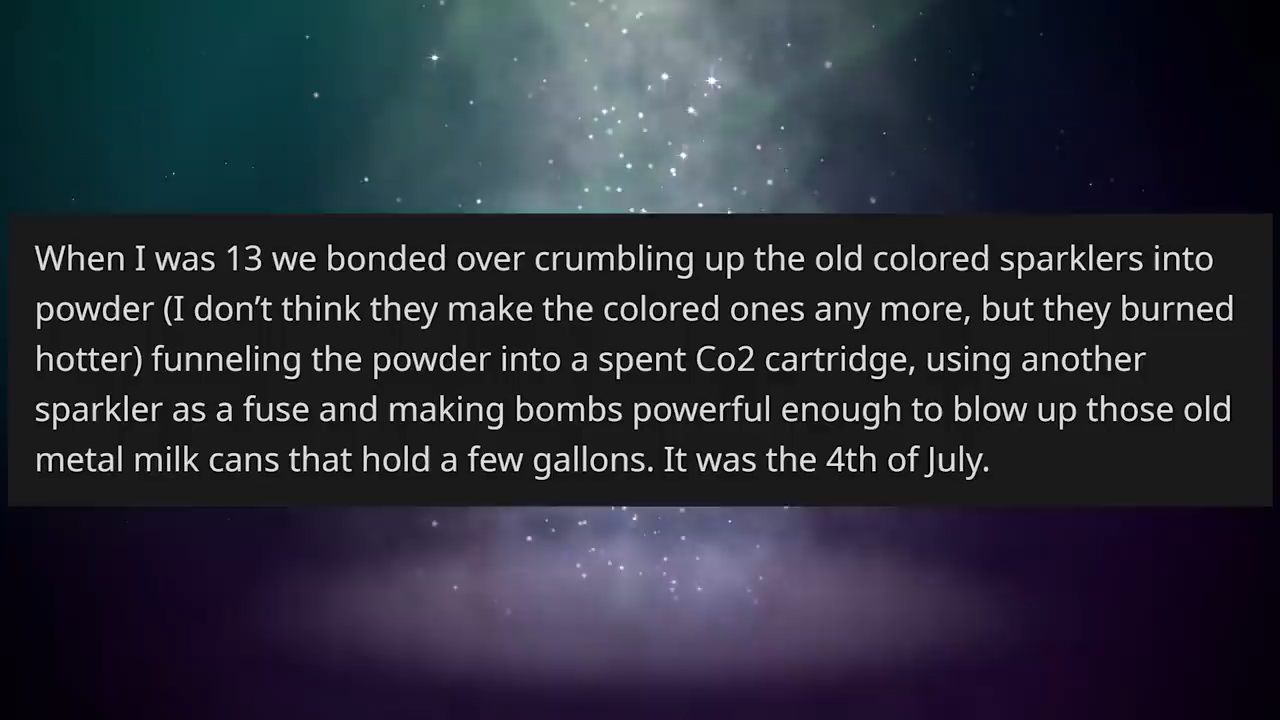 When I was 13 we bonded over crumbling up the old colored sparklers into
powder (I don’t think they make the colored ones any more, but they burned
hotter) funneling the powder into a spent Co2 cartridge, using another
sparkler as a fuse and making bombs powerful enough to blow up those old
metal milk cans that hold a few gallons. It was the 4th of July.